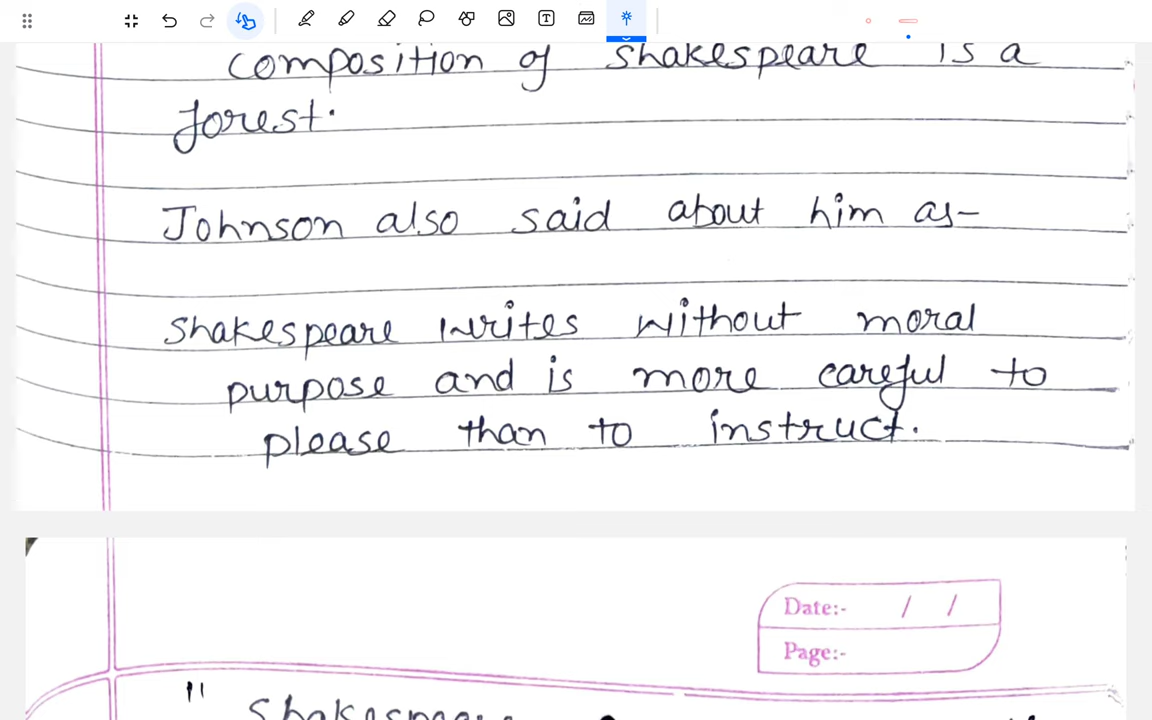 composition of Shakespeare is a
forest.
Johnson also said about him as-
Shakespeare writes without moral
purpose and is more careful to
please than to instruct.
Date:- / /
Page:-
" Shakespeare